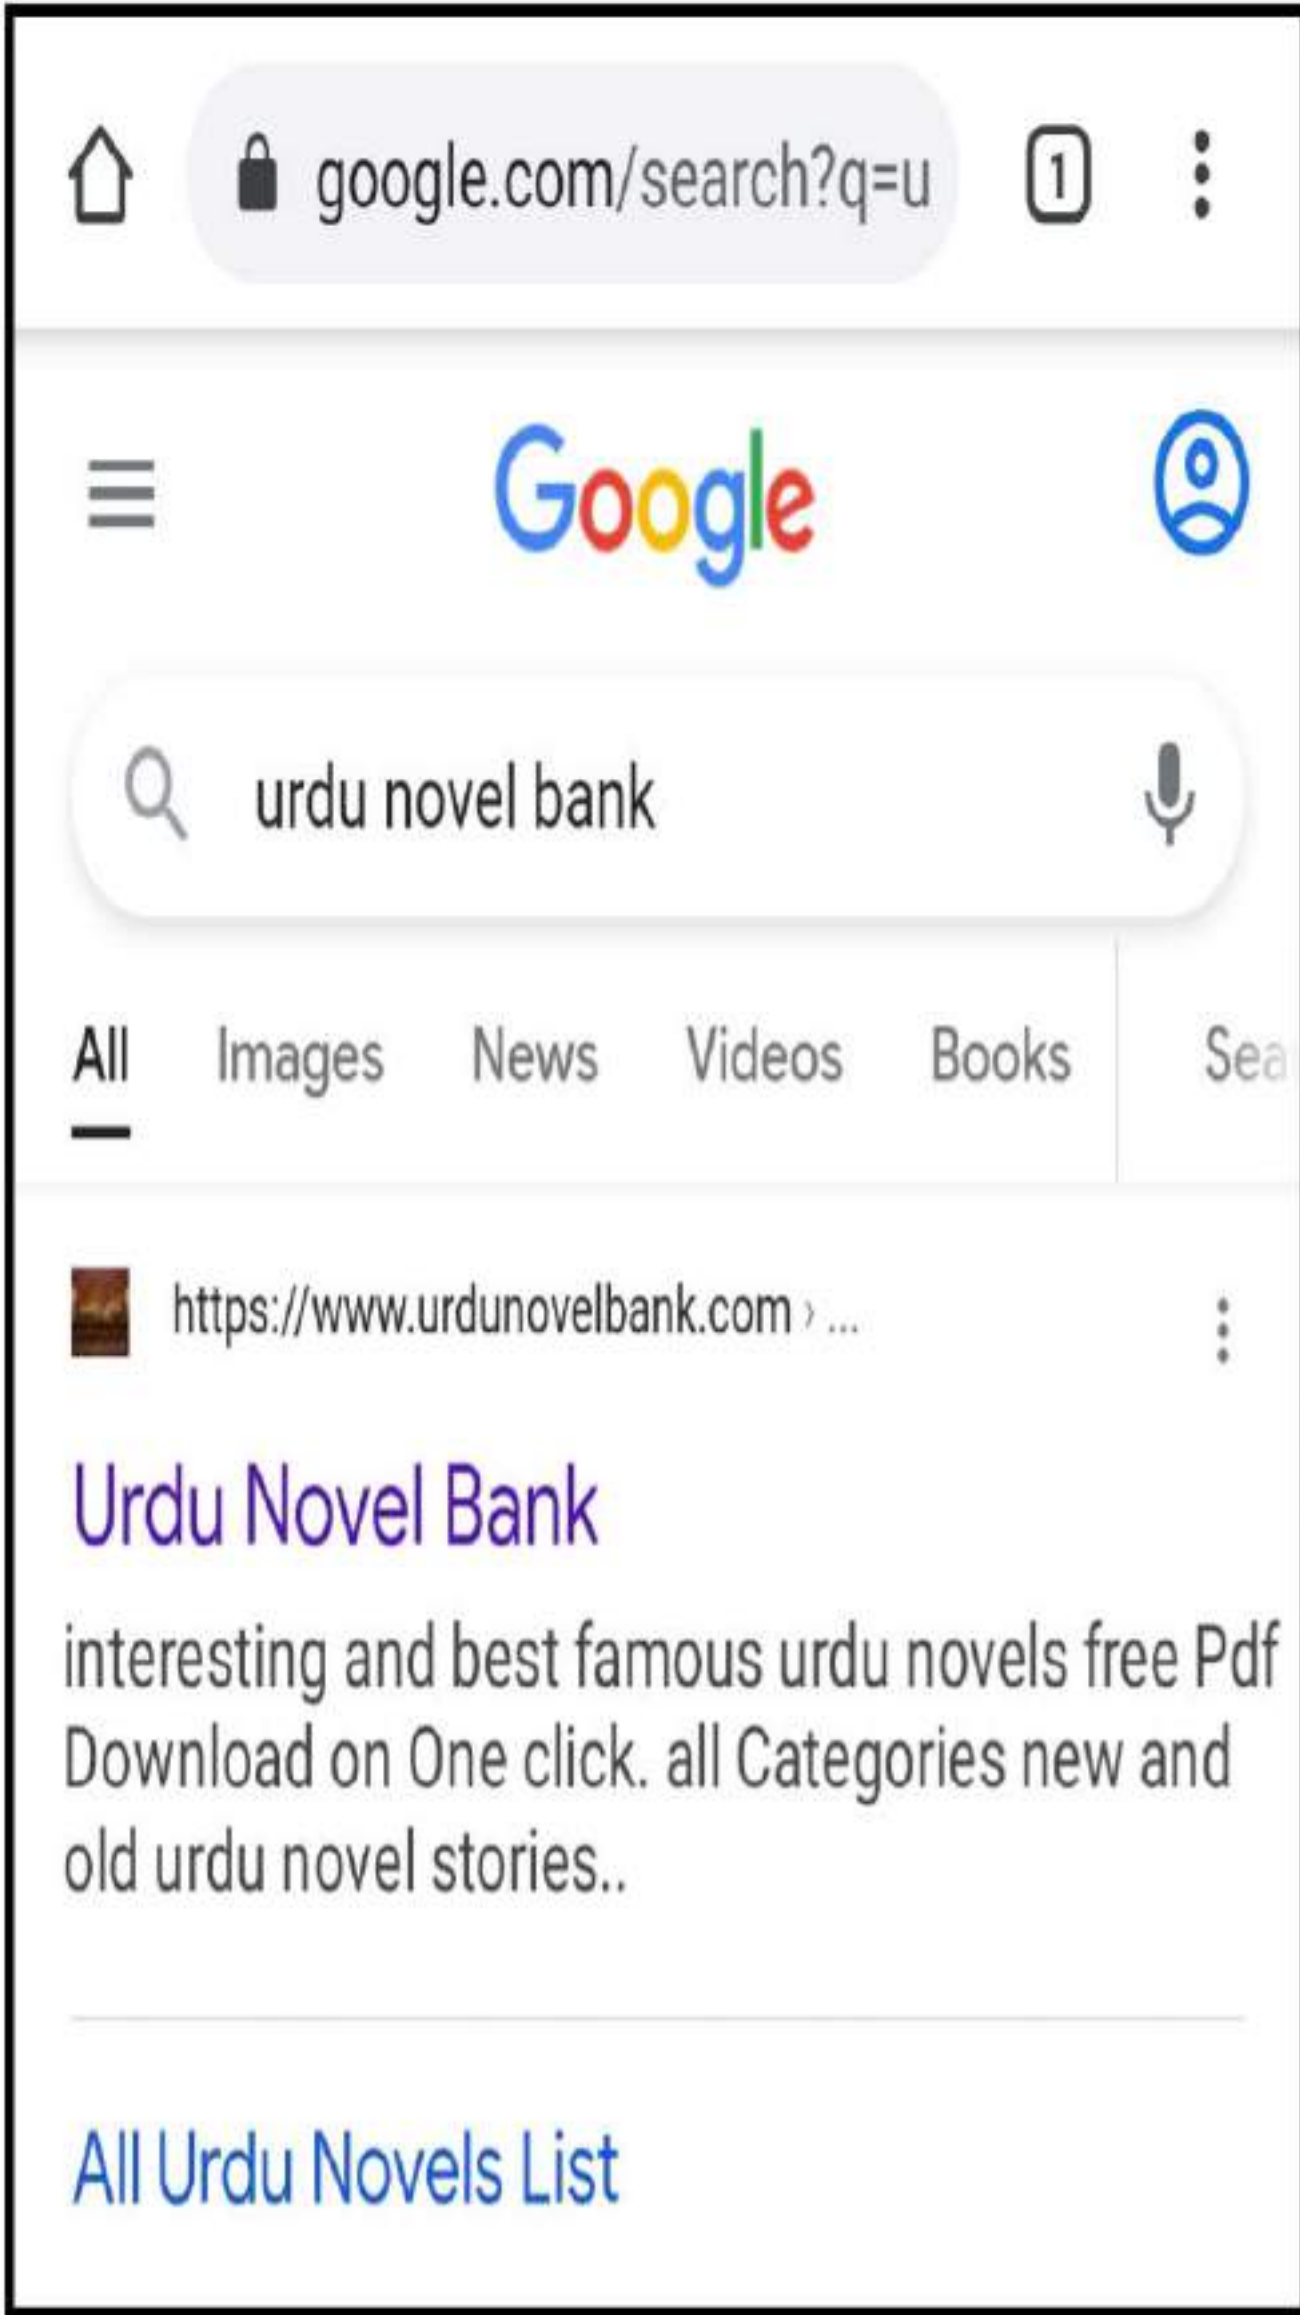 google.com/search?q=u
1
Google
urdu novel bank
All Images News Videos Books Sea
https://www.urdunovelbank.com › ...
Urdu Novel Bank
interesting and best famous urdu novels free Pdf
Download on One click. all Categories new and
old urdu novel stories..
All Urdu Novels List